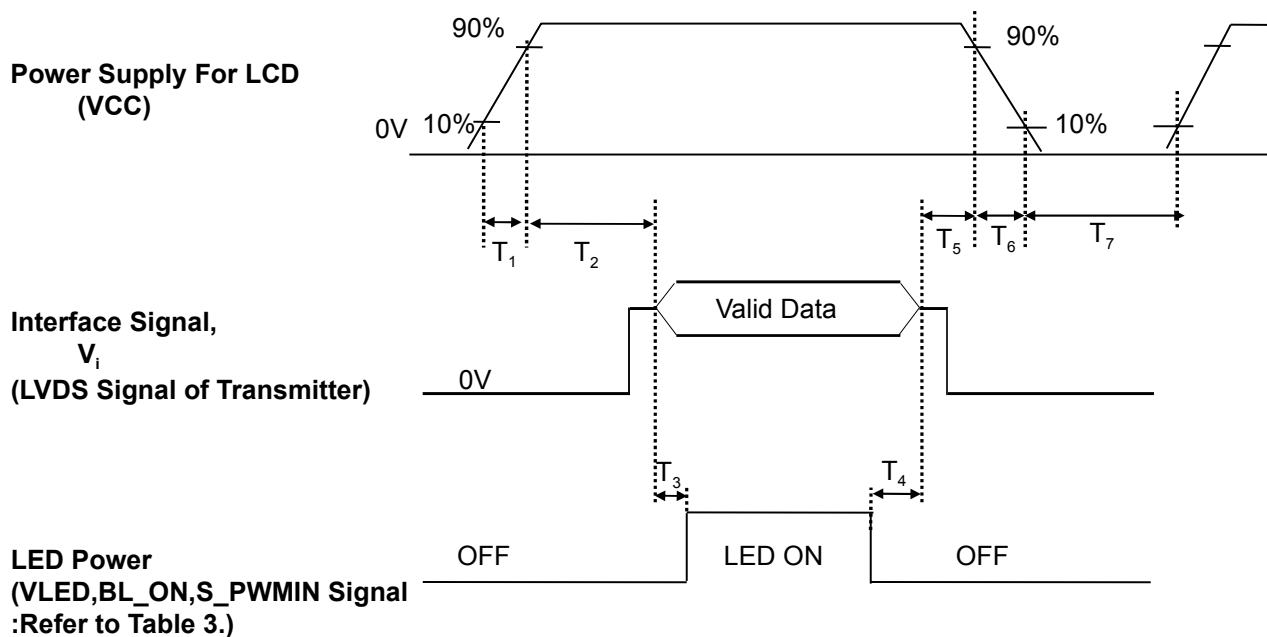 90%
90%
Power Supply For LCD
(VCC)
0V
10%
10%
T1
T2
T5
T6
T7
Interface Signal,
Vi
(LVDS Signal of Transmitter)
Valid Data
0V
T3
T4
LED Power
(VLED,BL_ON,S_PWMIN Signal
:Refer to Table 3.)
OFF
LED ON
OFF